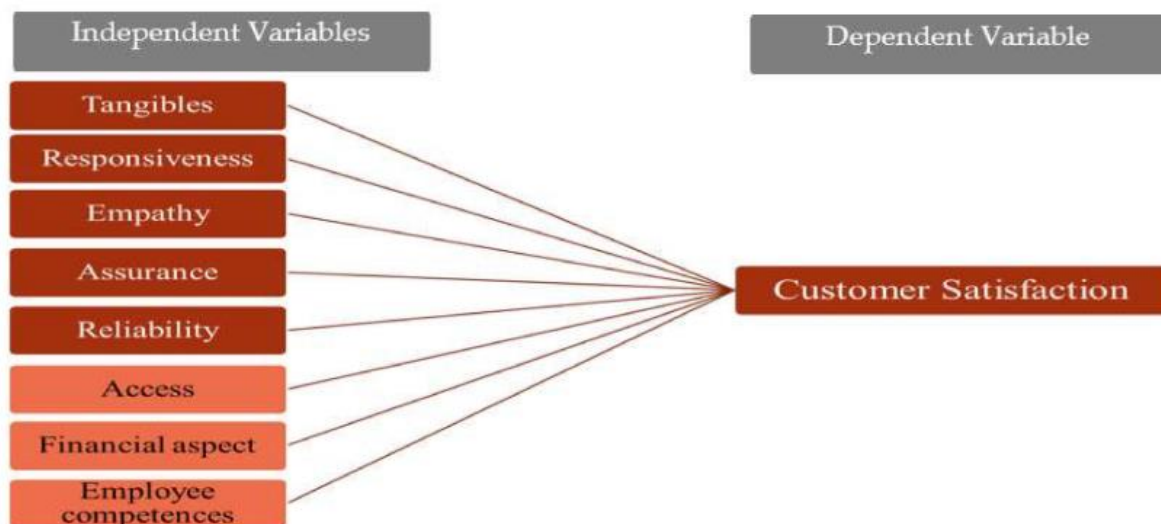 Independent Variables
Dependent Variable
Tangibles
Responsiveness
Empathy
Assurance
Customer Satisfaction
Reliability
Access
Financial aspect
Employee
competences